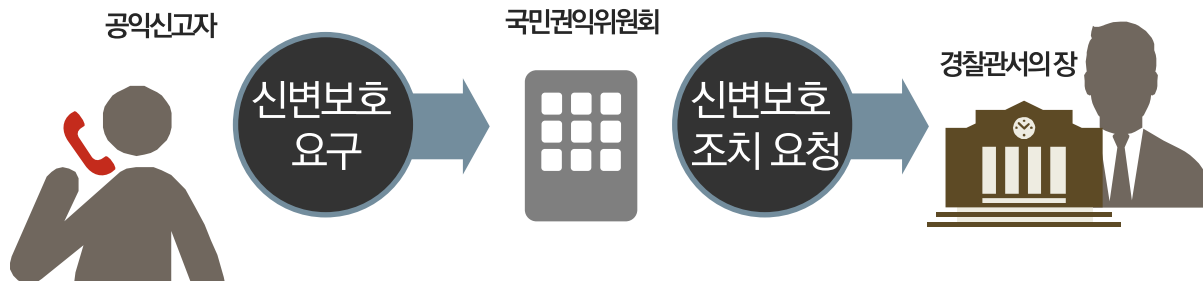 공익신고자
신변보호
요구
국민권익위원회
신변보호
조치 요청
경찰관서의 장